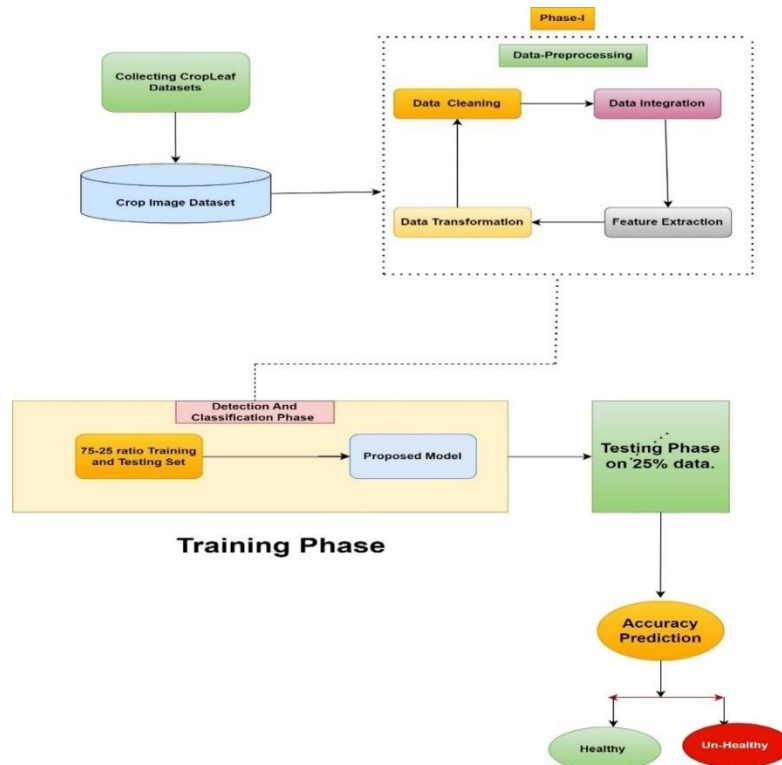 Phase-I
Collecting CropLeaf
Datasets
Data-Preprocessing
Data Cleaning
Data Integration
Crop Image Dataset
Data Transformation
Feature Extraction
Detection And
Classification Phase
75-25 ratio Training
and Testing Set
Proposed Model
Testing Phase
on 25% data.
Training Phase
Accuracy
Prediction
Healthy
Un-Healthy